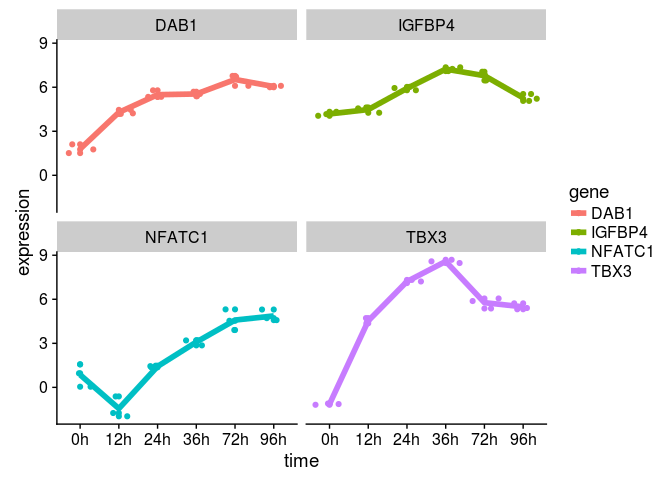 DAB1
IGFBP4
9
6
3
0
expression
NFATC1
TBX3
9
6
3
0
0h 12h 24h 36h 72h 96h
0h 12h 24h 36h 72h 96h
time
gene
DAB1
IGFBP4
NFATC1
TBX3